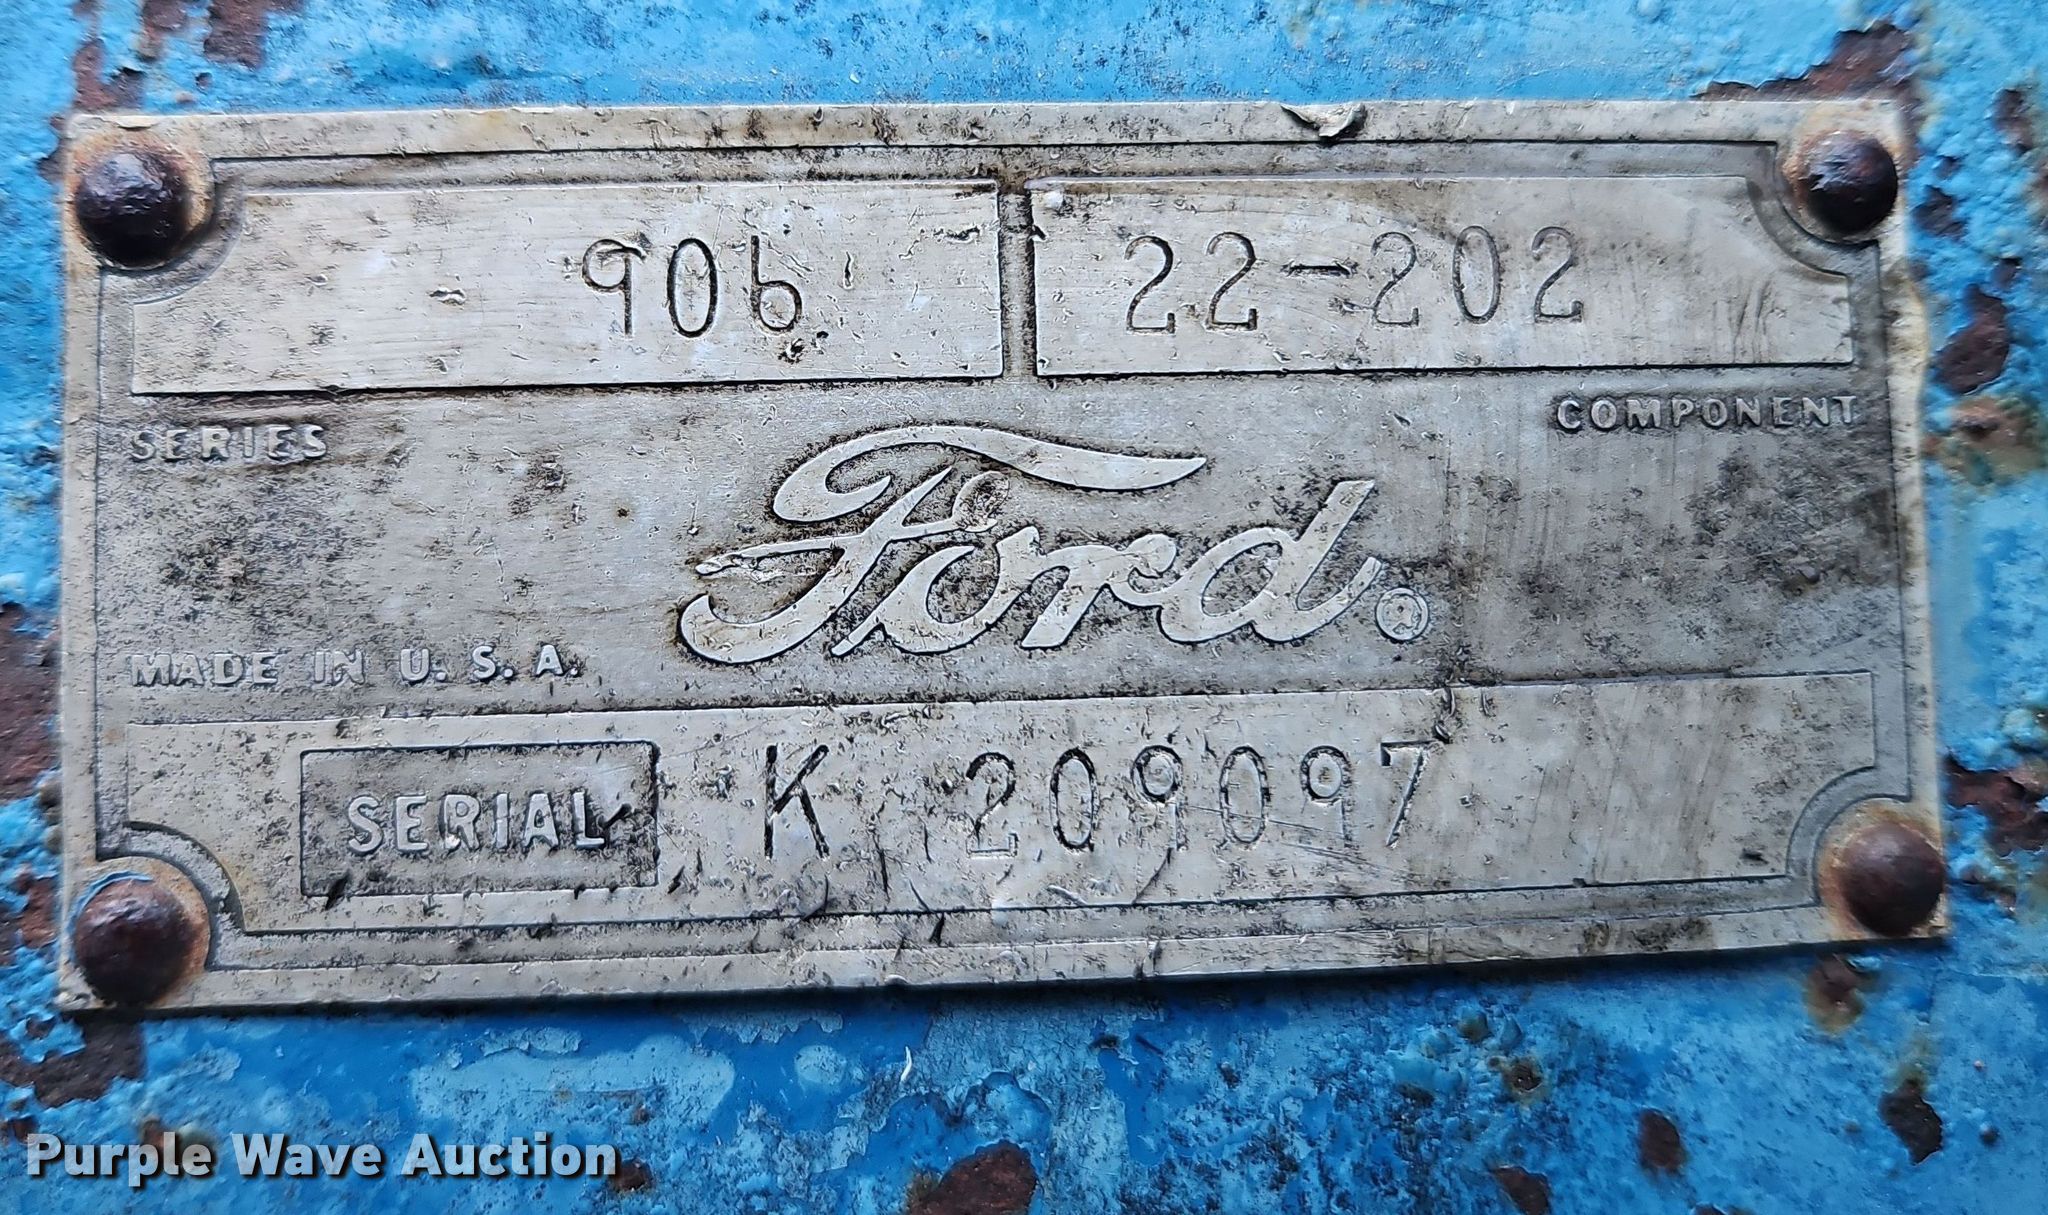 906 22-202
SERIES COMPONENT
Ford ®
MADE IN U.S.A.
SERIAL K 209097
Purple Wave Auction